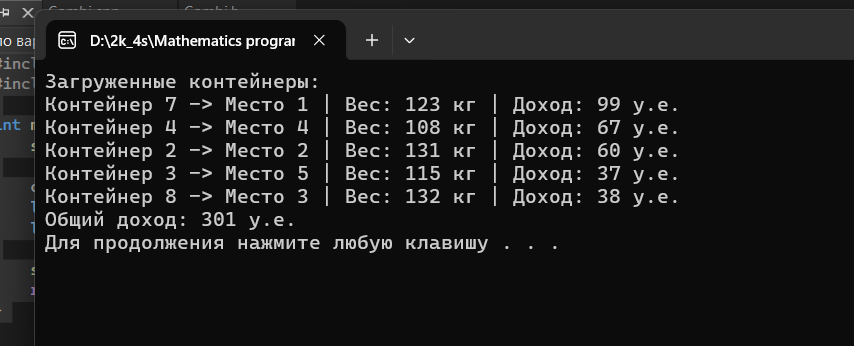 D:\2k_4s\Mathematics progran
Загруженные контейнеры:
Контейнер 7 -> Место 1 | Вес: 123 кг | Доход: 99 у.е.
Контейнер 4 -> Место 4 | Вес: 108 кг | Доход: 67 у.е.
Контейнер 2 -> Место 2 | Вес: 131 кг | Доход: 60 у.е.
Контейнер 3 -> Место 5 | Вес: 115 кг | Доход: 37 у.е.
Контейнер 8 -> Место 3 | Вес: 132 кг | Доход: 38 у.е.
Общий доход: 301 у.е.
Для продолжения нажмите любую клавишу . . .